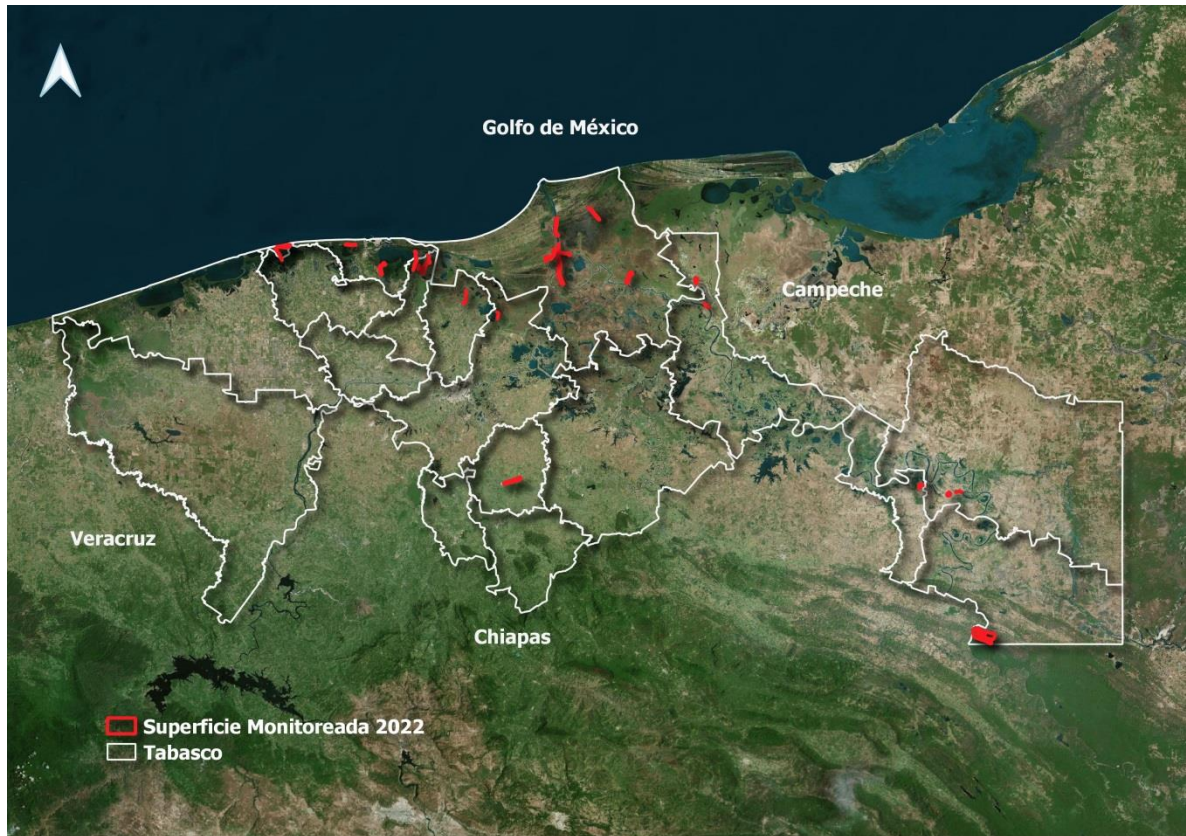 Golfo de México
Campeche
Veracruz
Chiapas
Superficie Monitoreada 2022
Tabasco